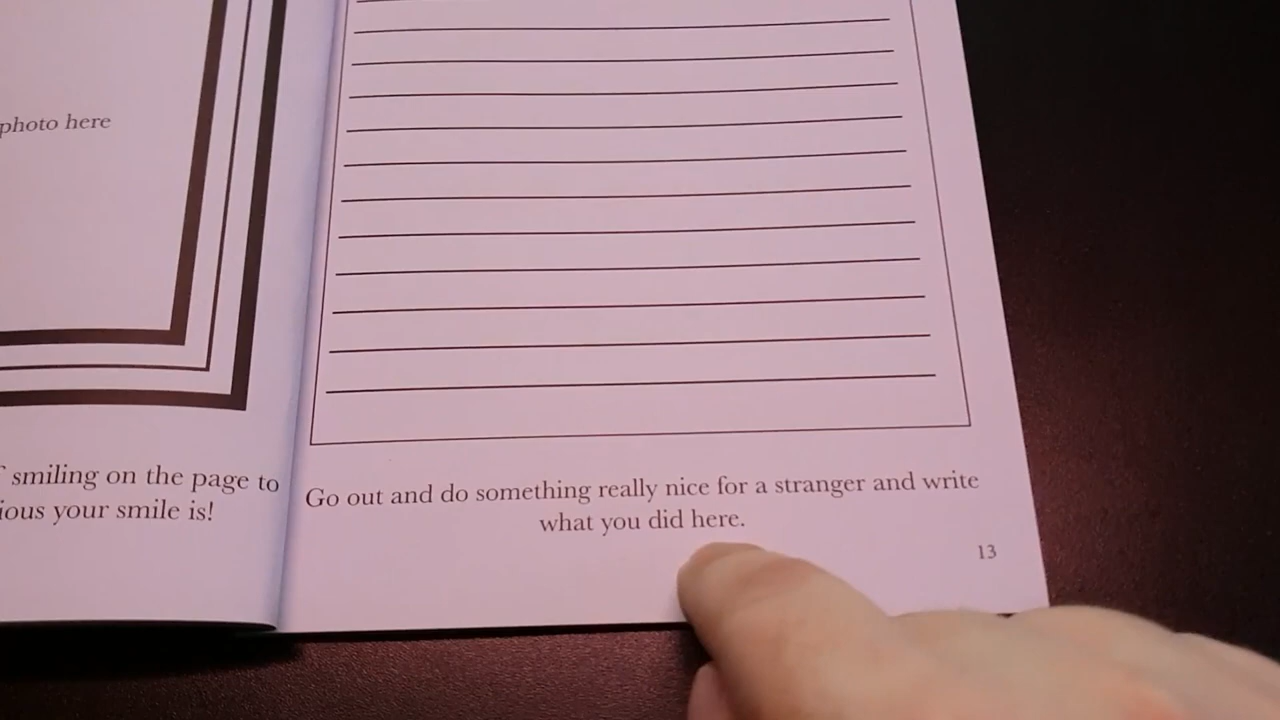 photo here
smiling on the page to
your smile is!
Go out and do something really nice for a stranger and write
what you did here.
13